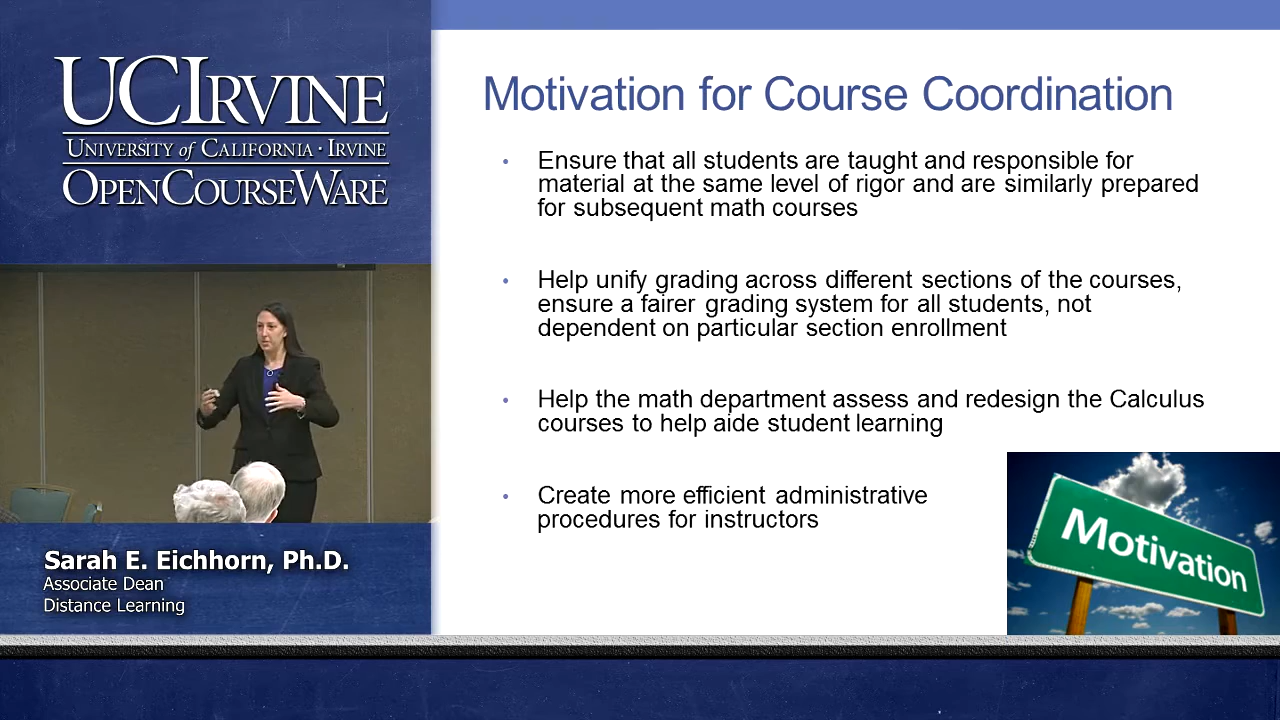 UCIRVINE
UNIVERSITY of CALIFORNIA · IRVINE
OPENCOURSEWARE
Sarah E. Eichhorn, Ph.D.
Associate Dean
Distance Learning
Motivation for Course Coordination
• Ensure that all students are taught and responsible for
material at the same level of rigor and are similarly prepared
for subsequent math courses
• Help unify grading across different sections of the courses,
ensure a fairer grading system for all students, not
dependent on particular section enrollment
• Help the math department assess and redesign the Calculus
courses to help aide student learning
• Create more efficient administrative
procedures for instructors
Motivation